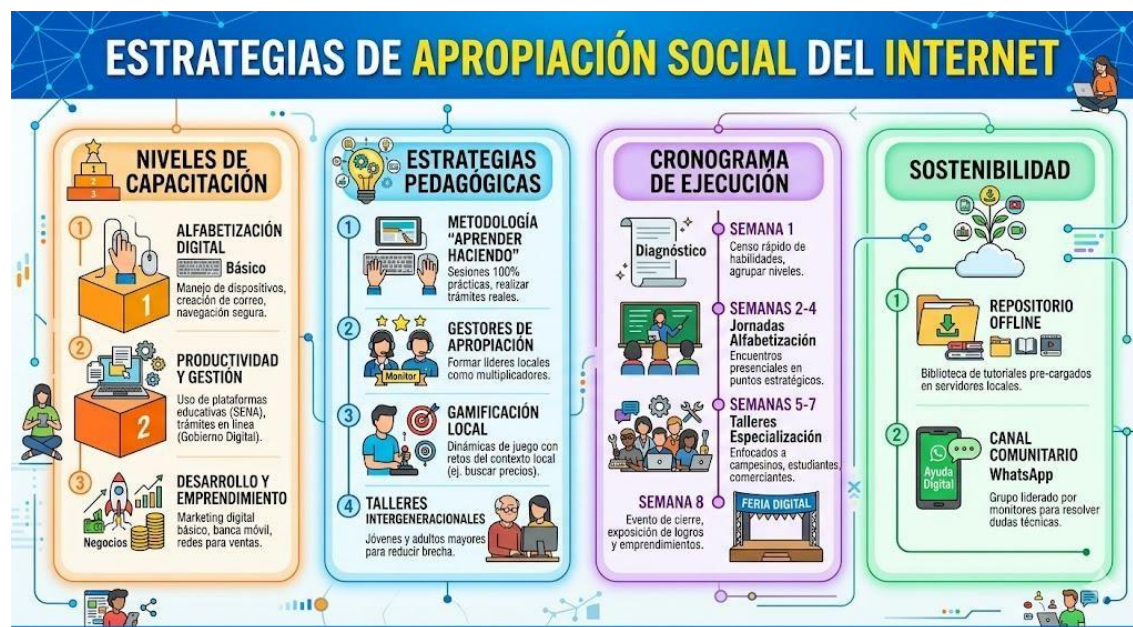 ESTRATEGIAS DE APROPIACIÓN SOCIAL DEL INTERNET
1
2
3
NIVELES DE
CAPACITACIÓN
1
ALFABETIZACIÓN
DIGITAL
Básico
Manejo de dispositivos,
creación de correo,
navegación segura.
1
2
PRODUCTIVIDAD
Y GESTIÓN
Uso de plataformas
educativas (SENA),
trámites en línea
(Gobierno Digital).
2
3
DESARROLLO Y
EMPRENDIMIENTO
Marketing digital
básico, banca móvil,
redes para ventas.
Negocios
ESTRATEGIAS
PEDAGÓGICAS
1
METODOLOGÍA
"APRENDER
HACIENDO"
Sesiones 100%
prácticas, realizar
trámites reales.
2
GESTORES DE
APROPIACIÓN
Formar líderes locales
como multiplicadores.
Monitor
3
GAMIFICACIÓN
LOCAL
Dinámicas de juego con
retos del contexto local
(ej. buscar precios).
4
TALLERES
INTERGENERACIONALES
Jóvenes y adultos mayores
para reducir brecha.
CRONOGRAMA
DE EJECUCIÓN
Diagnóstico
SEMANA 1
Censo rápido de
habilidades,
agrupar niveles.
SEMANAS 2-4
Jornadas
Alfabetización
Encuentros
presenciales en
puntos estratégicos.
SEMANAS 5-7
Talleres
Especialización
Enfocados a
campesinos, estudiantes,
comerciantes.
SEMANA 8
Evento de cierre,
exposición de logros
y emprendimientos.
FERIA DIGITAL
SOSTENIBILIDAD
1
REPOSITORIO
OFFLINE
Biblioteca de tutoriales pre-cargados
en servidores locales.
2
CANAL
COMUNITARIO
WhatsApp
Ayuda
Digital
Grupo liderado por
monitores para resolver
dudas técnicas.